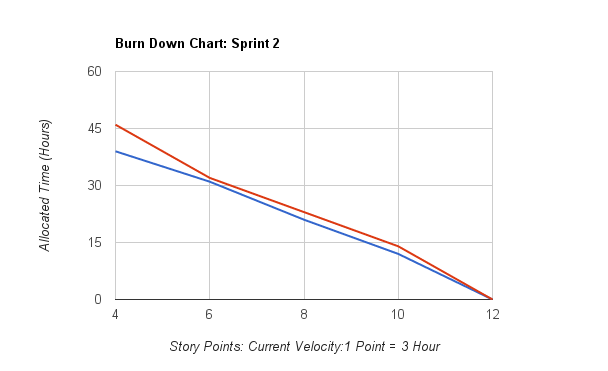 Burn Down Chart: Sprint 2
60
45
30
15
0
Allocated Time (Hours)
4 6 8 10 12
Story Points: Current Velocity:1 Point = 3 Hour